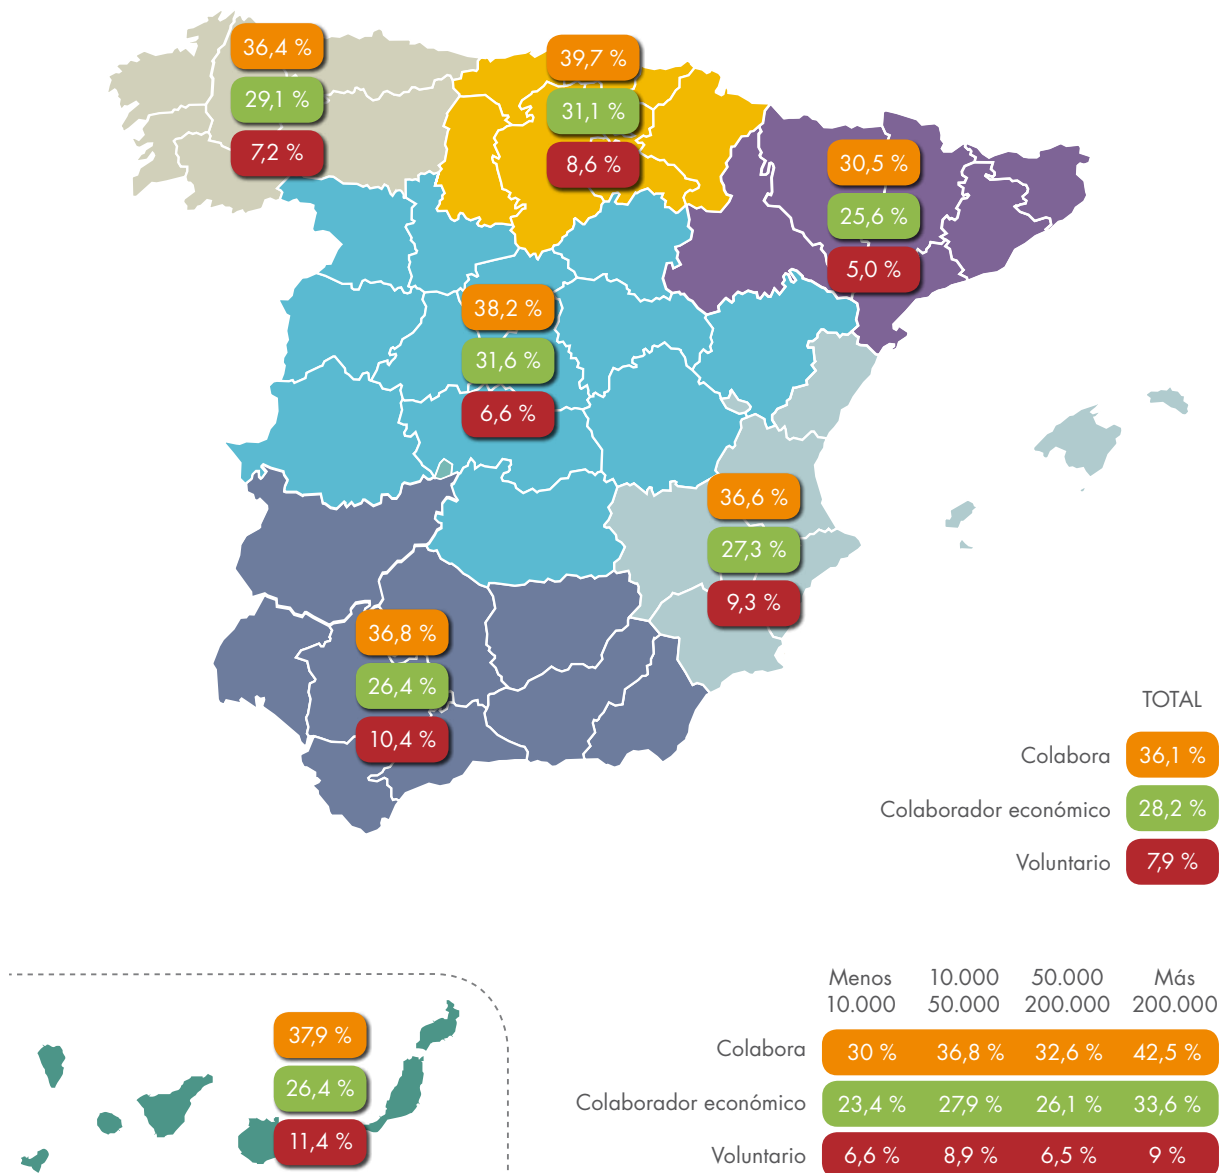 36,4 %
29,1 %
7,2 %
39,7 %
31,1 %
8,6 %
30,5 %
25,6 %
5,0 %
38,2 %
31,6 %
6,6 %
36,6 %
27,3 %
9,3 %
36,8 %
26,4 %
10,4 %
TOTAL
Colabora 36,1 %
Colaborador económico 28,2 %
Voluntario 7,9 %
37,9 %
26,4 %
11,4 %
Menos 10.000 50.000 Más
10.000 50.000 200.000 200.000
Colabora 30 % 36,8 % 32,6 % 42,5 %
Colaborador económico 23,4 % 27,9 % 26,1 % 33,6 %
Voluntario 6,6 % 8,9 % 6,5 % 9 %